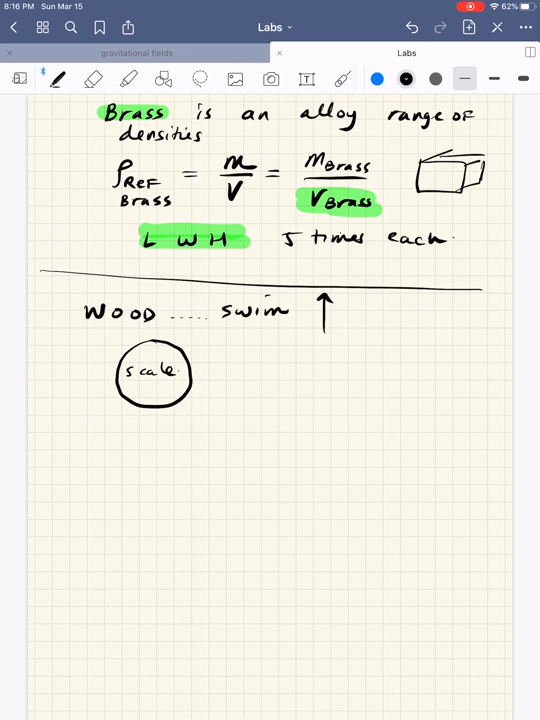 8:16 PM Sun Mar 15
62%
Labs
gravitational fields
Labs
Brass is an alloy range of
densities
ρRef Brass = m/V = mBrass/VBrass
L W H 5 times each.
WOOD ..... swim ↑
scale.